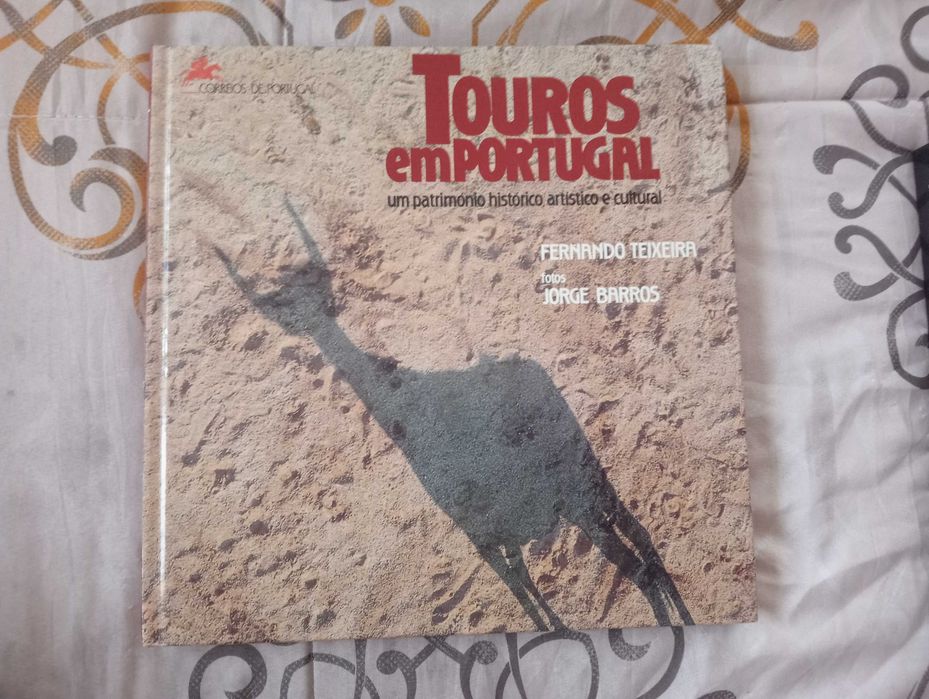 CORREIOS DE PORTUGAL
TOUROS
em PORTUGAL
um património histórico, artístico e cultural
FERNANDO TEIXEIRA
fotos
JORGE BARROS